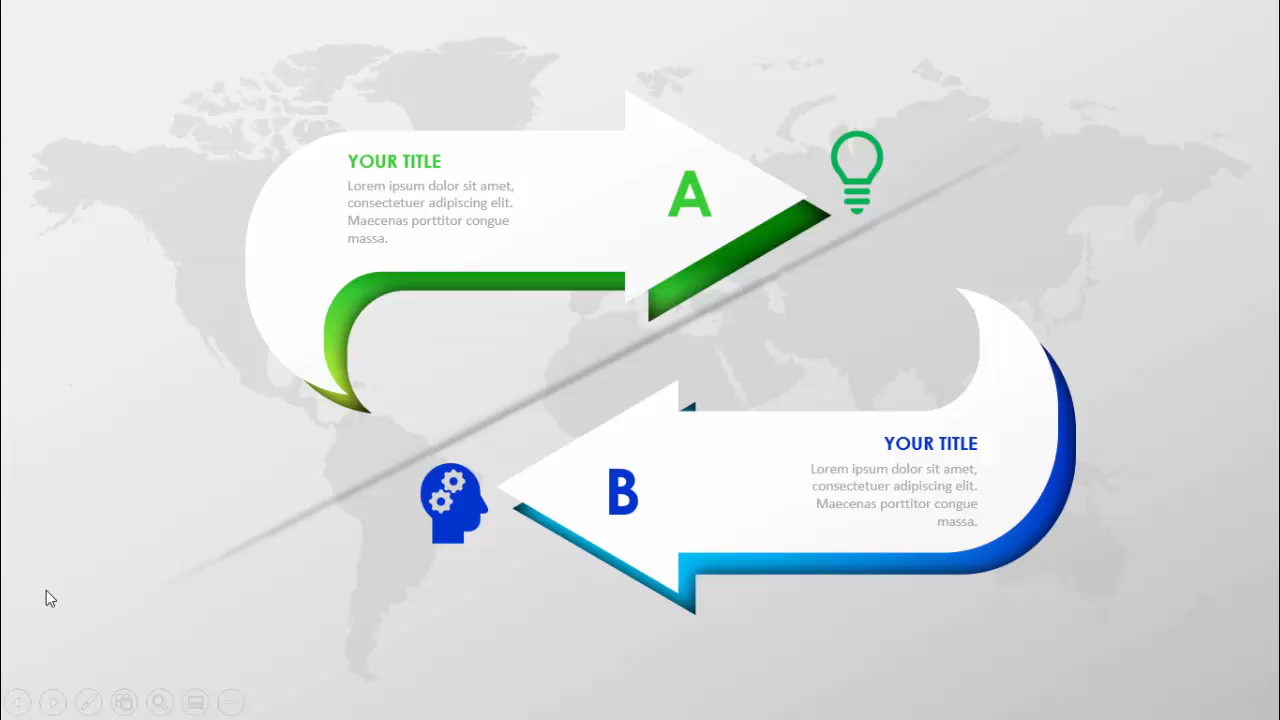 YOUR TITLE
Lorem ipsum dolor sit amet,
consectetuer adipiscing elit.
Maecenas porttitor congue
massa.
A
YOUR TITLE
Lorem ipsum dolor sit amet,
consectetuer adipiscing elit.
Maecenas porttitor congue
massa.
B